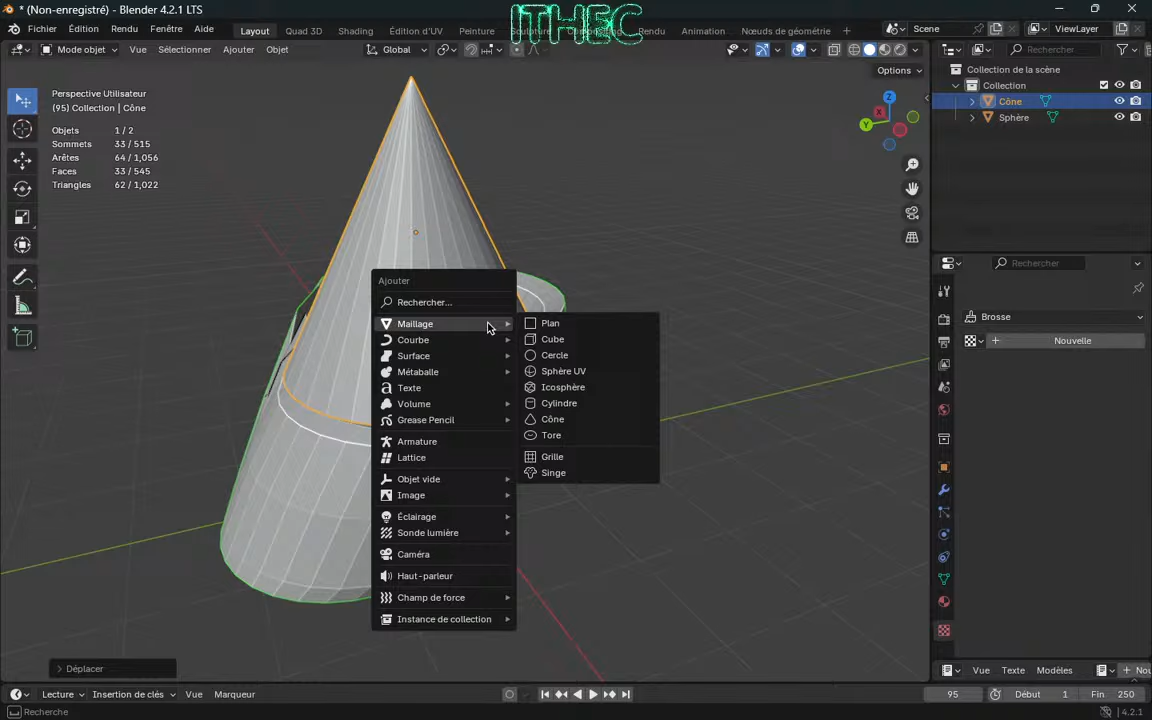 * (Non-enregistré) - Blender 4.2.1 LTS
ITHEC
Fichier Édition Rendu Fenêtre Aide
Layout Quad 3D Shading Édition d'UV Peinture Rendu Animation Nœuds de géométrie
Scene ViewLayer
Mode objet Vue Sélectionner Ajouter Objet
Global
Rechercher
Options
Perspective Utilisateur
(95) Collection | Cône
Objets 1 / 2
Sommets 33 / 515
Arêtes 64 / 1,056
Faces 33 / 545
Triangles 62 / 1,022
Z
X
Y
Collection de la scène
Collection
Cône
Sphère
Ajouter
Rechercher...
Maillage
Courbe
Surface
Métaballe
Texte
Volume
Grease Pencil
Armature
Lattice
Objet vide
Image
Éclairage
Sonde lumière
Caméra
Haut-parleur
Champ de force
Instance de collection
Plan
Cube
Cercle
Sphère UV
Icosphère
Cylindre
Cône
Tore
Grille
Singe
Rechercher
Brosse
Nouvelle
Déplacer
Vue Texte Modèles Nou
Lecture Insertion de clés Vue Marqueur
95 Début 1 Fin 250
Recherche
4.2.1